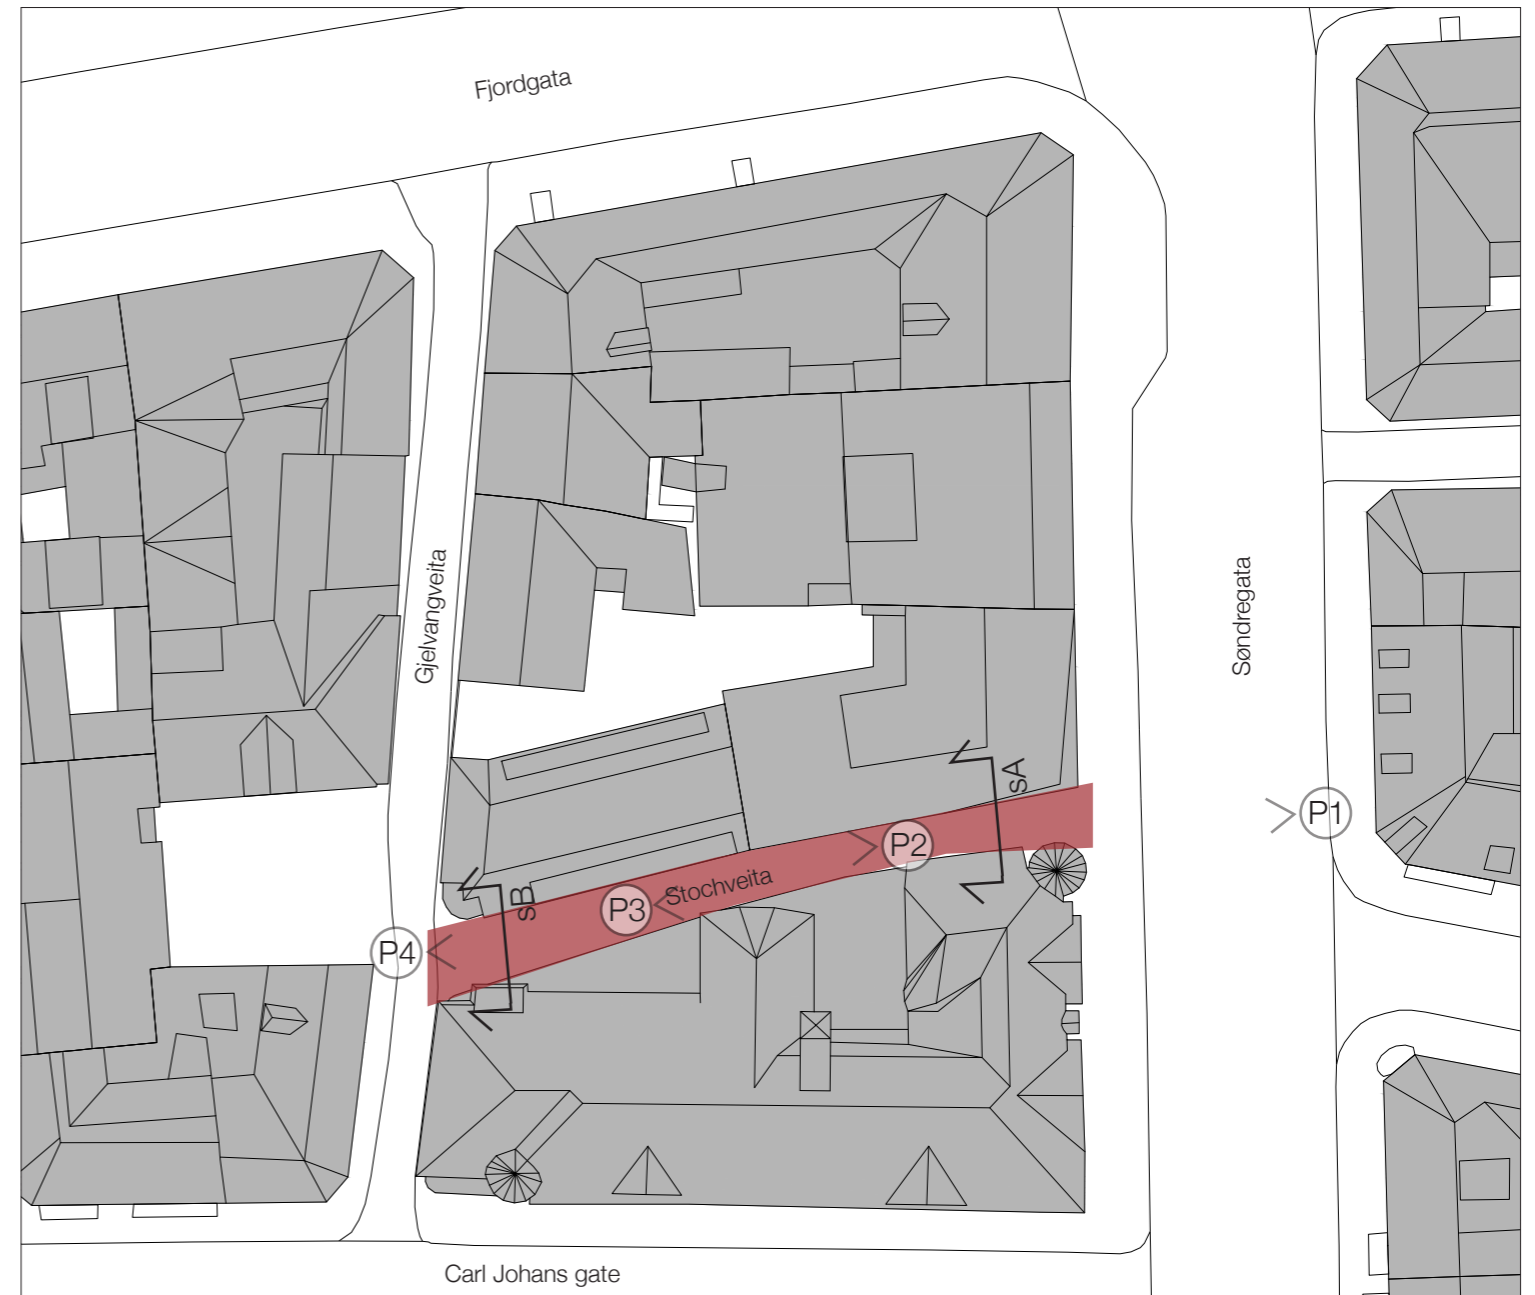 Fjordgata
Gjelvangveita
Søndregata
sA
P1
P2
Stochveita
sB
P3
P4
Carl Johans gate